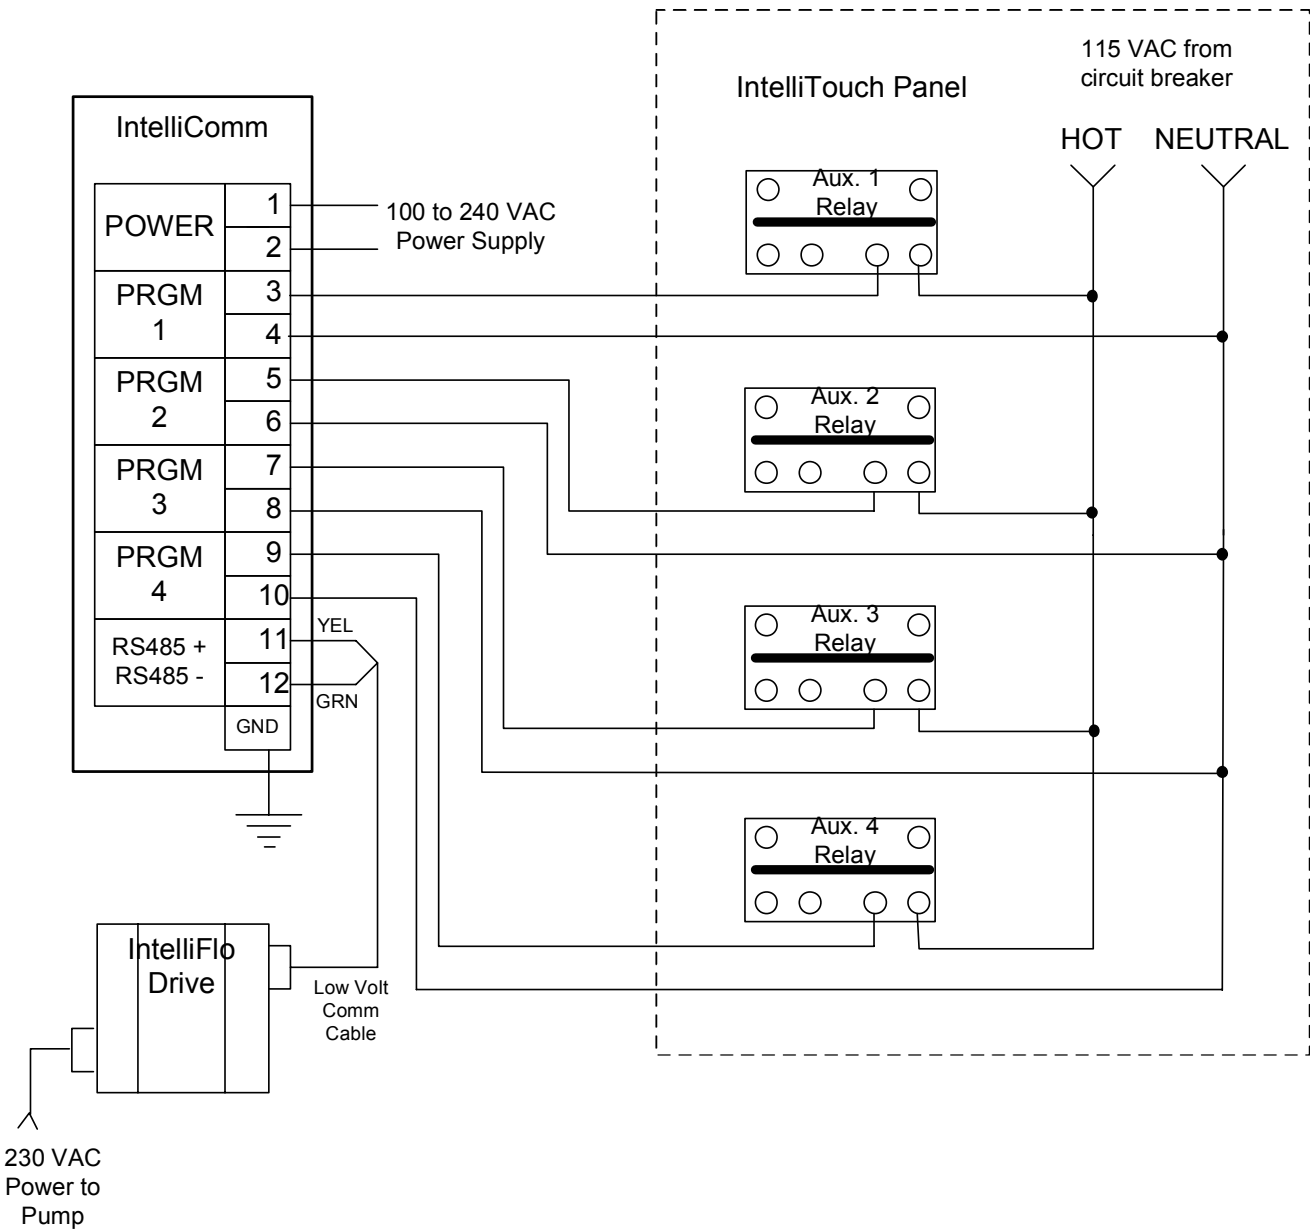 IntelliComm
POWER
1
2
100 to 240 VAC
Power Supply
PRGM
1
3
4
PRGM
2
5
6
PRGM
3
7
8
PRGM
4
9
10
RS485 +
RS485 -
11
12
YEL
GRN
GND
IntelliFlo
Drive
Low Volt
Comm
Cable
230 VAC
Power to
Pump
IntelliTouch Panel
115 VAC from
circuit breaker
HOT NEUTRAL
Aux. 1
Relay
Aux. 2
Relay
Aux. 3
Relay
Aux. 4
Relay